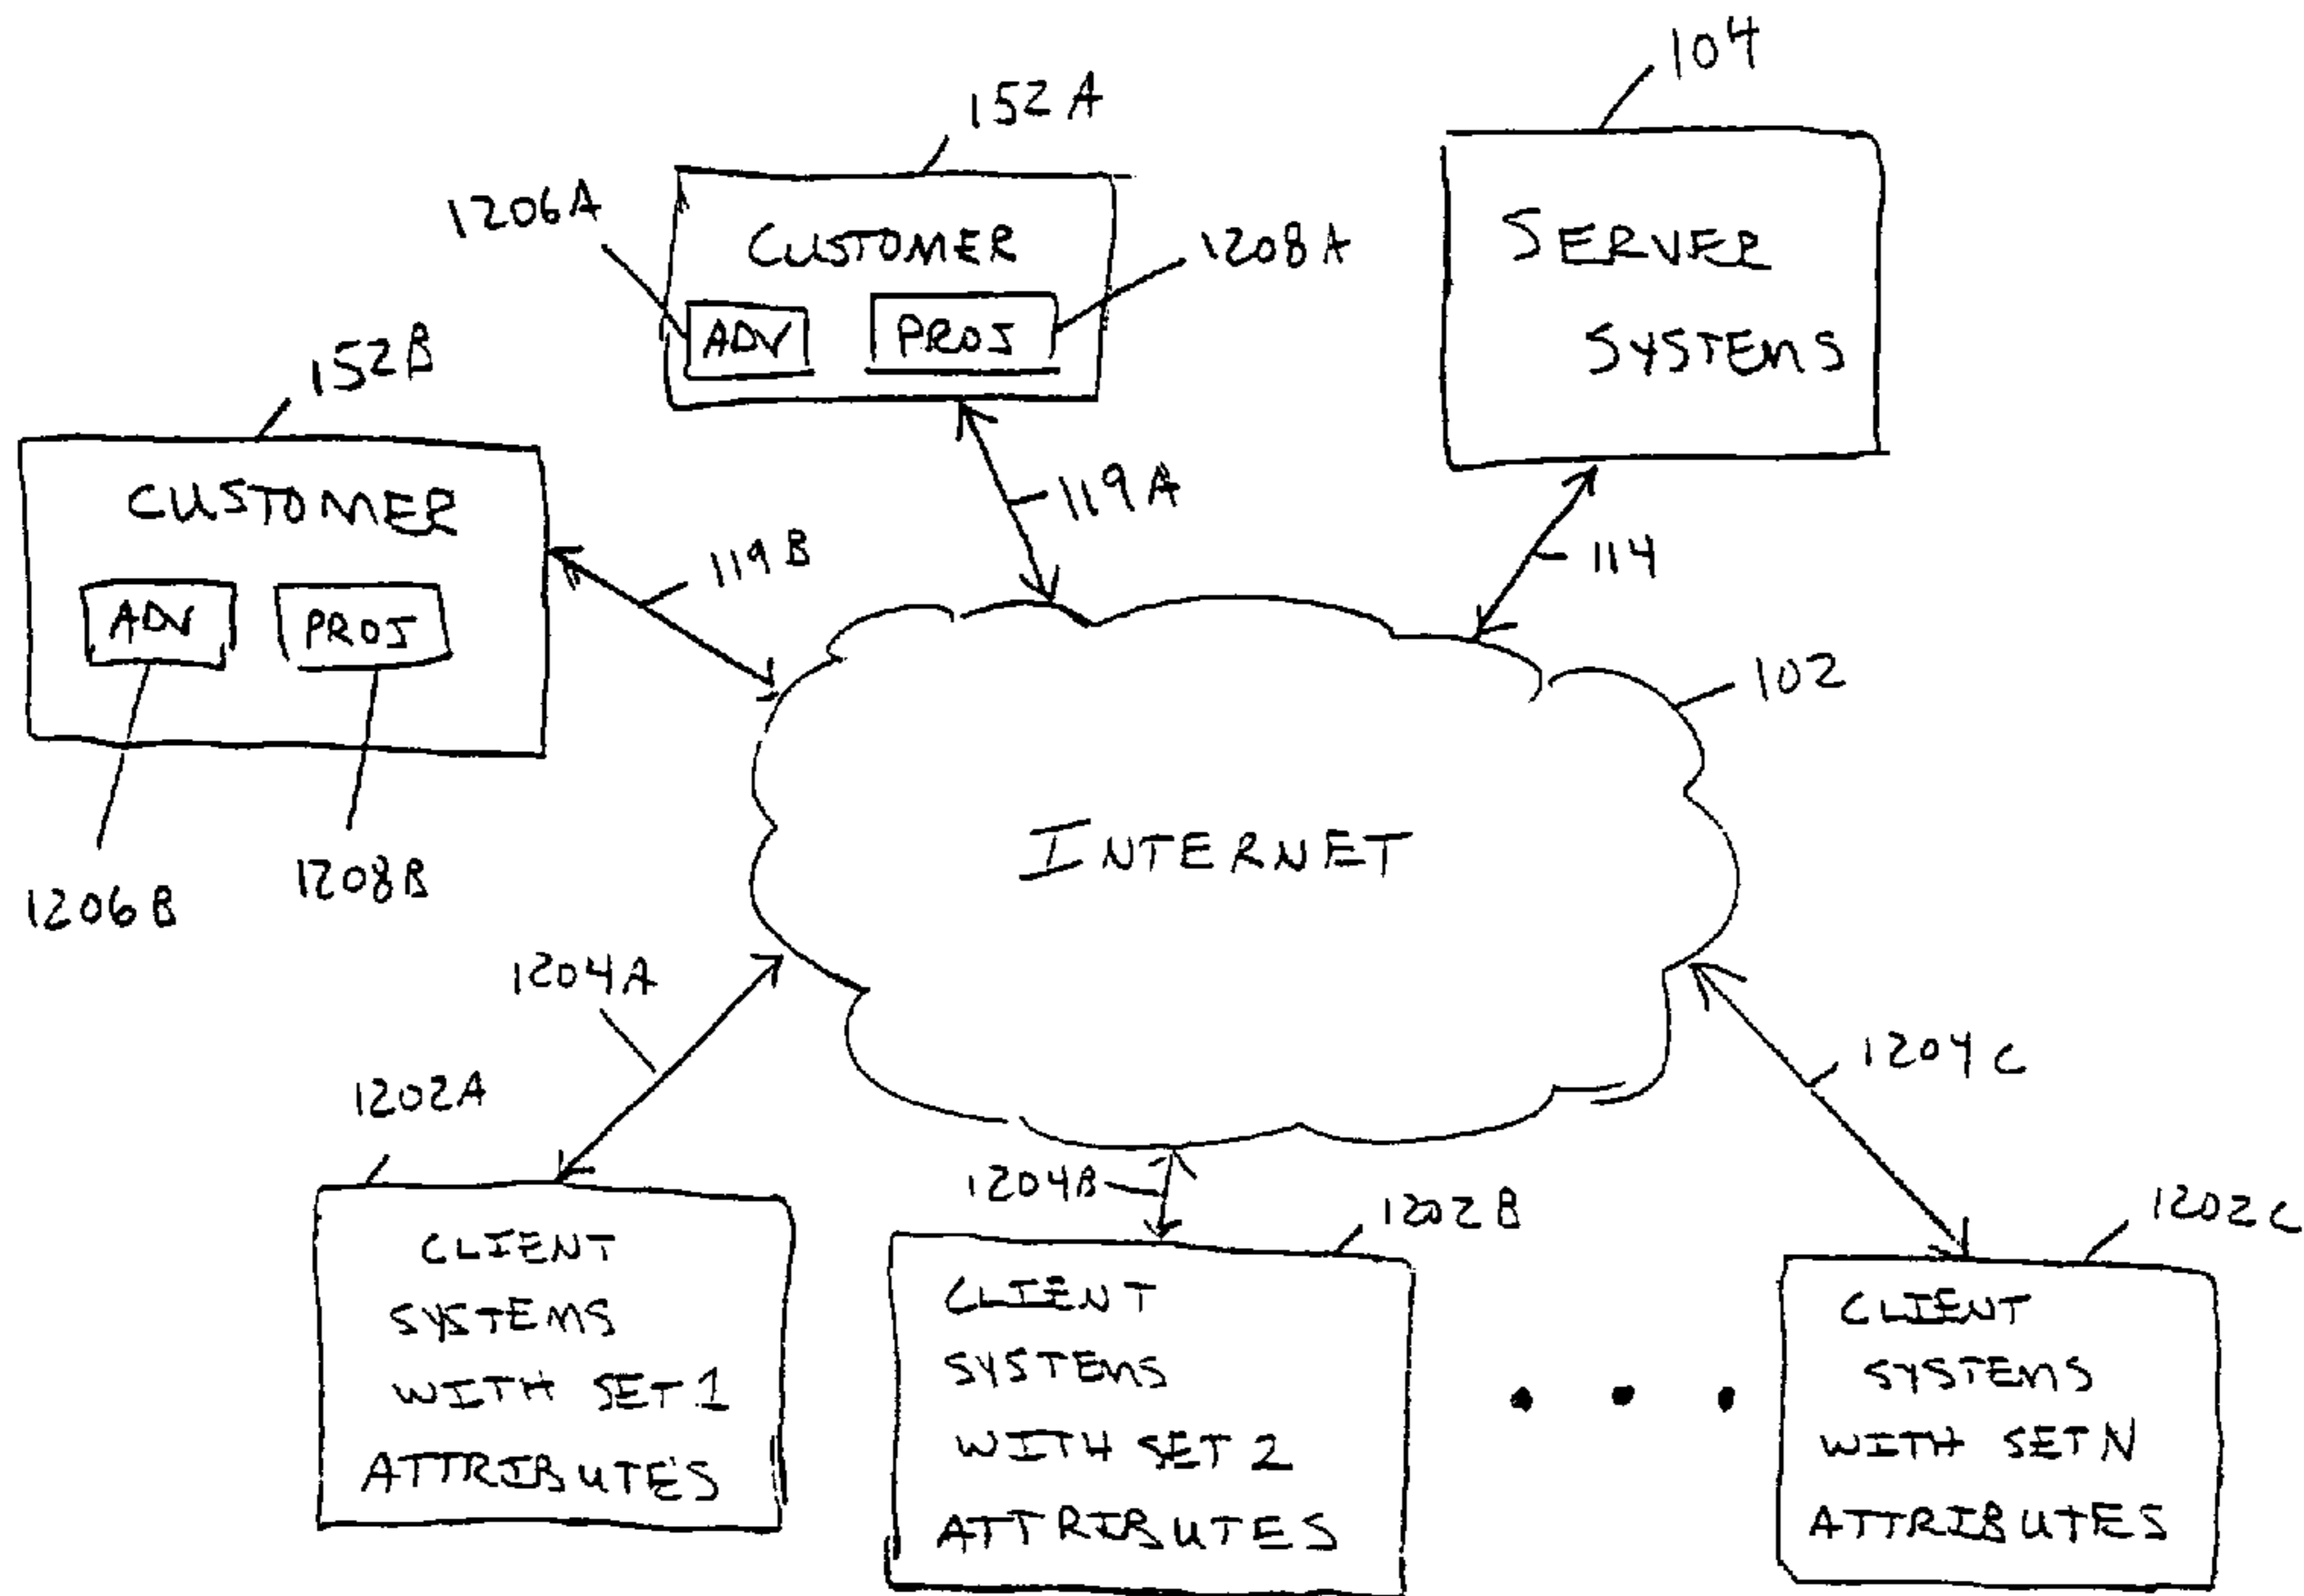 104
152A
1206A
CUSTOMER
1208A
SERVER
SYSTEMS
ADV
PROJ
152B
CUSTOMER
119A
119B
114
ADV
PROJ
102
INTERNET
1206B
1208B
1204A
1204C
1202A
1204B
1202B
1202C
CLIENT
SYSTEMS
WITH SET 1
ATTRIBUTES
CLIENT
SYSTEMS
WITH SET 2
ATTRIBUTES
• • •
CLIENT
SYSTEMS
WITH SET N
ATTRIBUTES